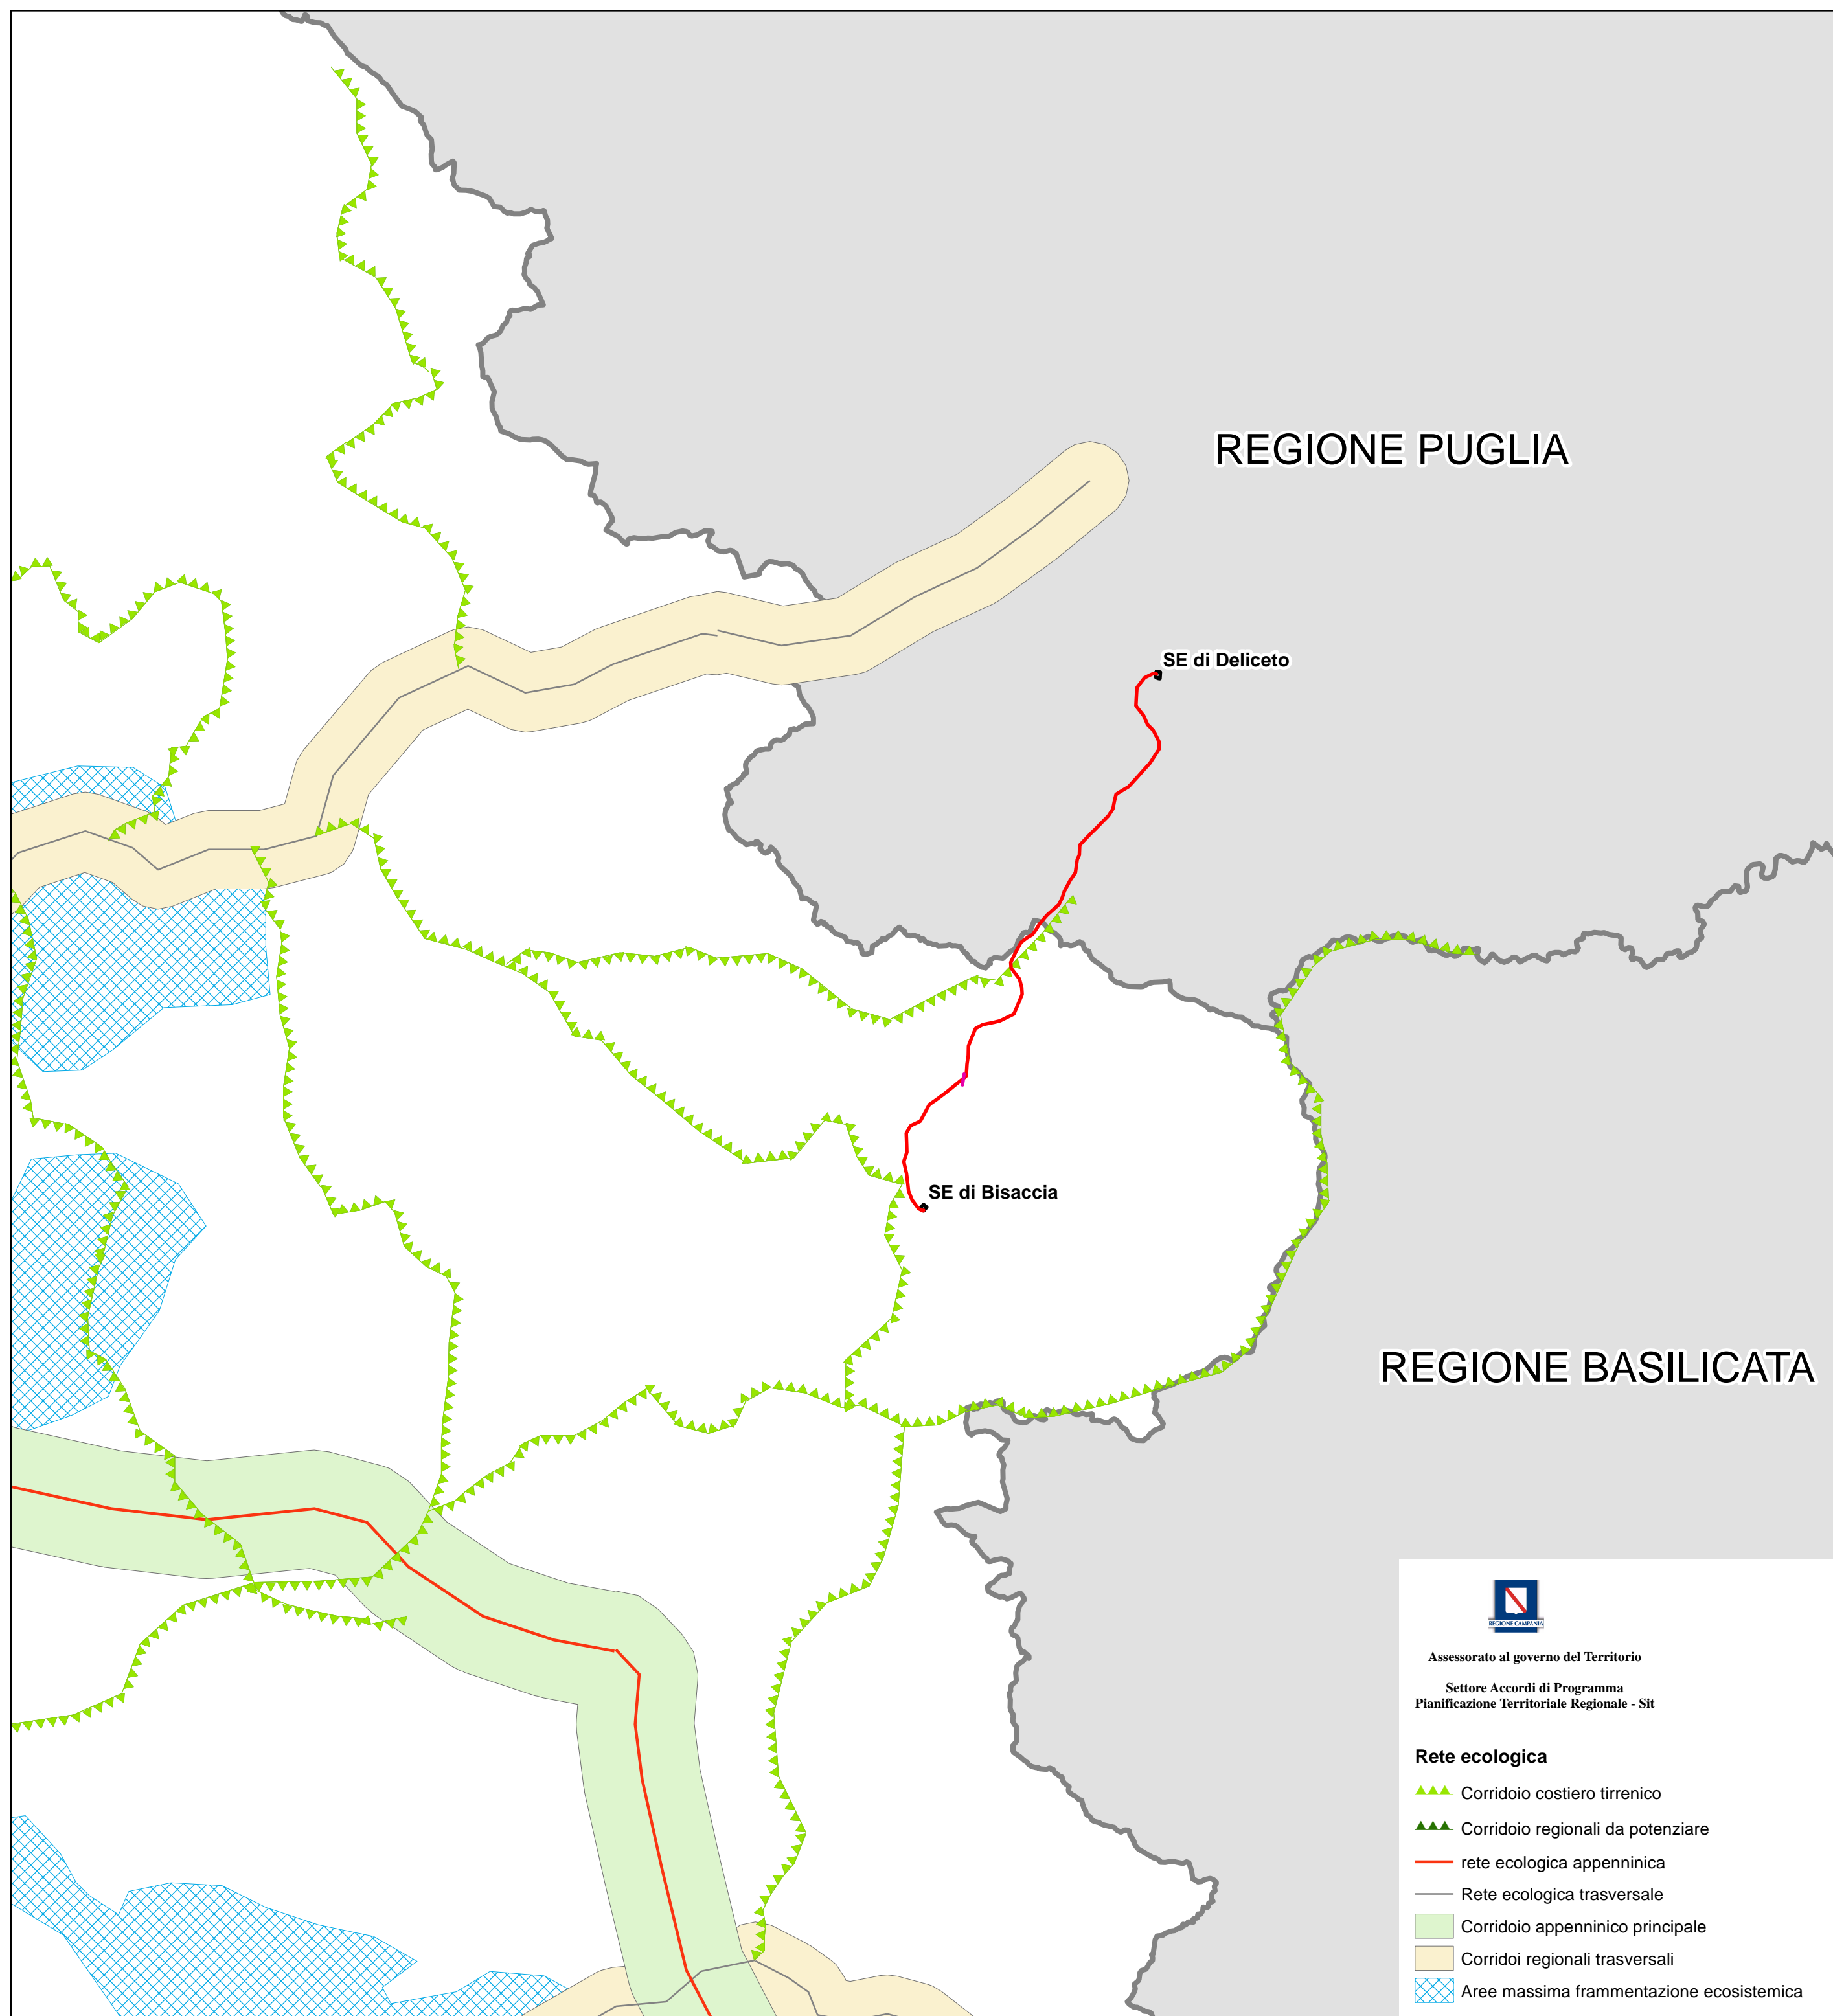 REGIONE PUGLIA
SE di Deliceto
SE di Bisaccia
REGIONE BASILICATA
REGIONE CAMPANIA
Assessorato al governo del Territorio
Settore Accordi di Programma
Pianificazione Territoriale Regionale - Sit
Rete ecologica
Corridoio costiero tirrenico
Corridoio regionali da potenziare
rete ecologica appenninica
Rete ecologica trasversale
Corridoio appenninico principale
Corridoi regionali trasversali
Aree massima frammentazione ecosistemica